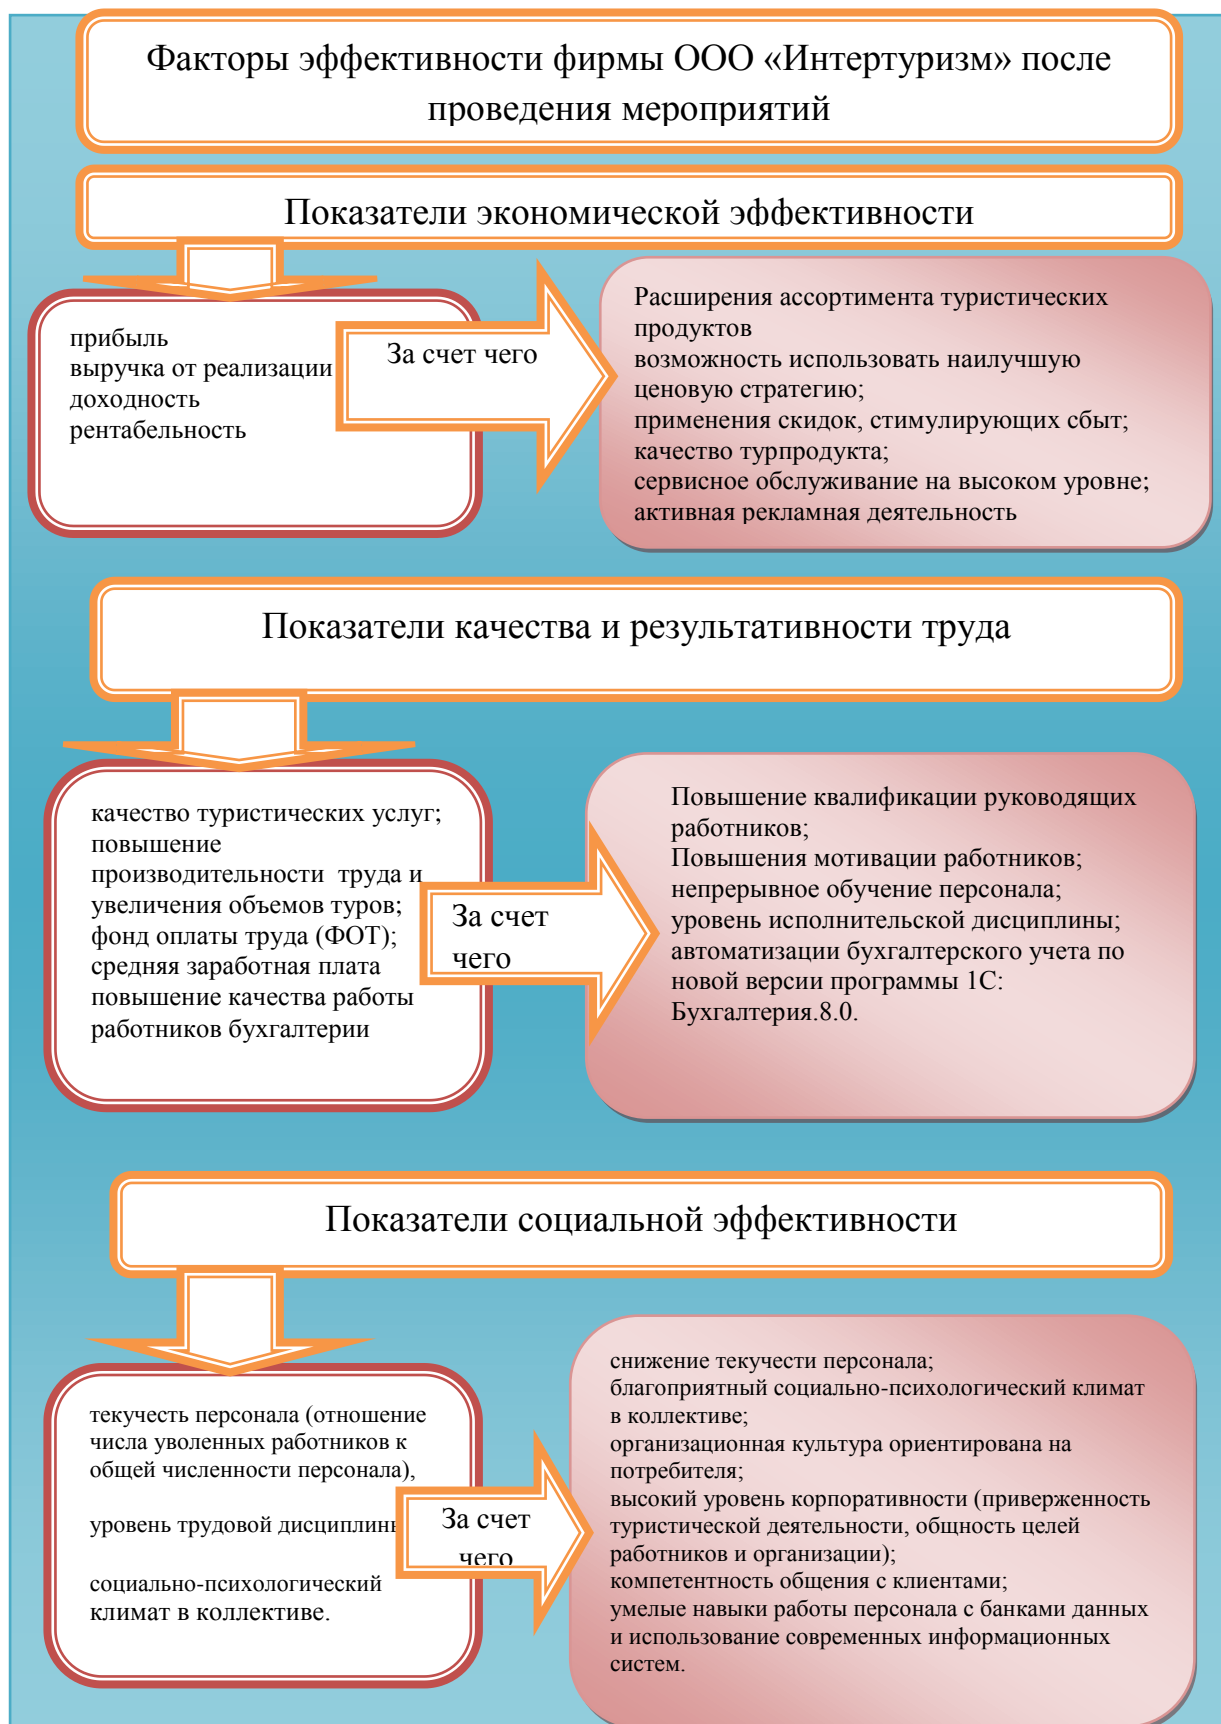 Факторы эффективности фирмы ООО «Интертуризм» после
проведения мероприятий
Показатели экономической эффективности
прибыль
выручка от реализации
доходность
рентабельность
За счет чего
Расширения ассортимента туристических
продуктов
возможность использовать наилучшую
ценовую стратегию;
применения скидок, стимулирующих сбыт;
качество турпродукта;
сервисное обслуживание на высоком уровне;
активная рекламная деятельность
Показатели качества и результативности труда
качество туристических услуг;
повышение
производительности труда и
увеличения объемов туров;
фонд оплаты труда (ФОТ);
средняя заработная плата
повышение качества работы
работников бухгалтерии
За счет
чего
Повышение квалификации руководящих
работников;
Повышения мотивации работников;
непрерывное обучение персонала;
уровень исполнительской дисциплины;
автоматизации бухгалтерского учета по
новой версии программы 1С:
Бухгалтерия.8.0.
Показатели социальной эффективности
текучесть персонала (отношение
числа уволенных работников к
общей численности персонала),
уровень трудовой дисциплины
социально-психологический
климат в коллективе.
За счет
чего
снижение текучести персонала;
благоприятный социально-психологический климат
в коллективе;
организационная культура ориентирована на
потребителя;
высокий уровень корпоративности (приверженность
туристической деятельности, общность целей
работников и организации);
компетентность общения с клиентами;
умелые навыки работы персонала с банками данных
и использование современных информационных
систем.